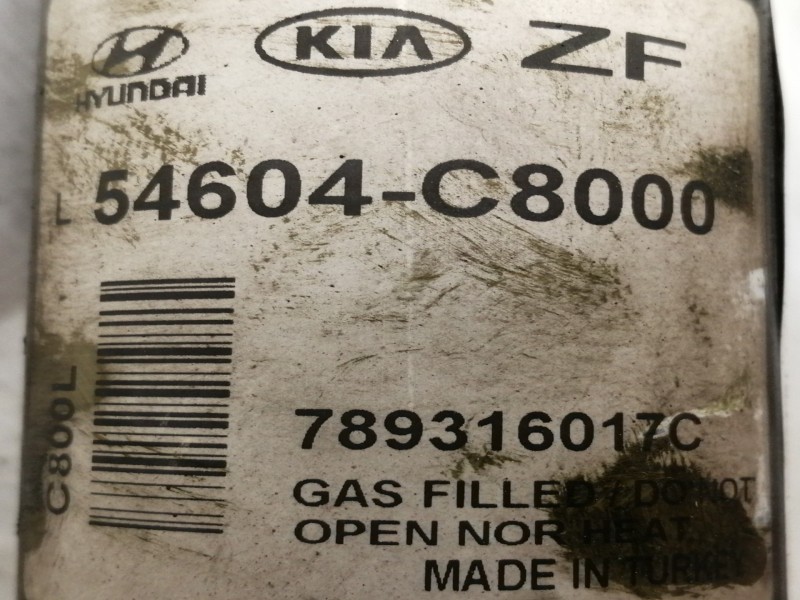 HYUNDAI KIA ZF
L 54604-C8000
C800L
789316017C
GAS FILLED / DO NOT
OPEN NOR HEAT
MADE IN TURKEY